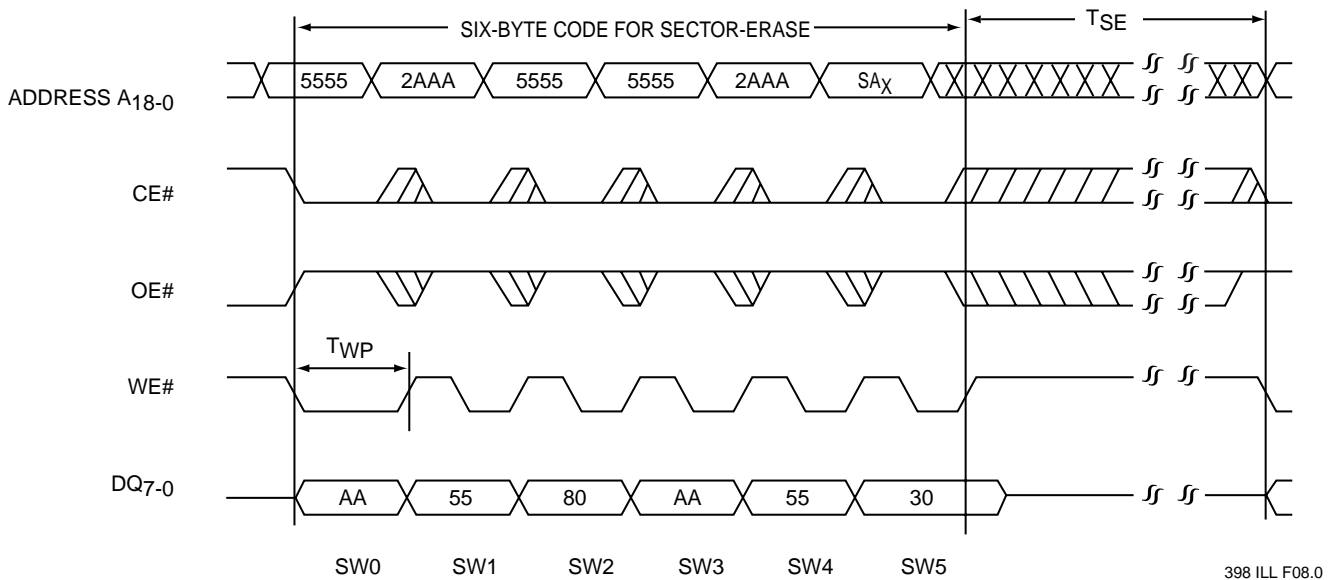 SIX-BYTE CODE FOR SECTOR-ERASE TSE
ADDRESS A18-0 5555 2AAA 5555 5555 2AAA SAX
CE#
OE#
TWP
WE#
DQ7-0 AA 55 80 AA 55 30
SW0 SW1 SW2 SW3 SW4 SW5
398 ILL F08.0